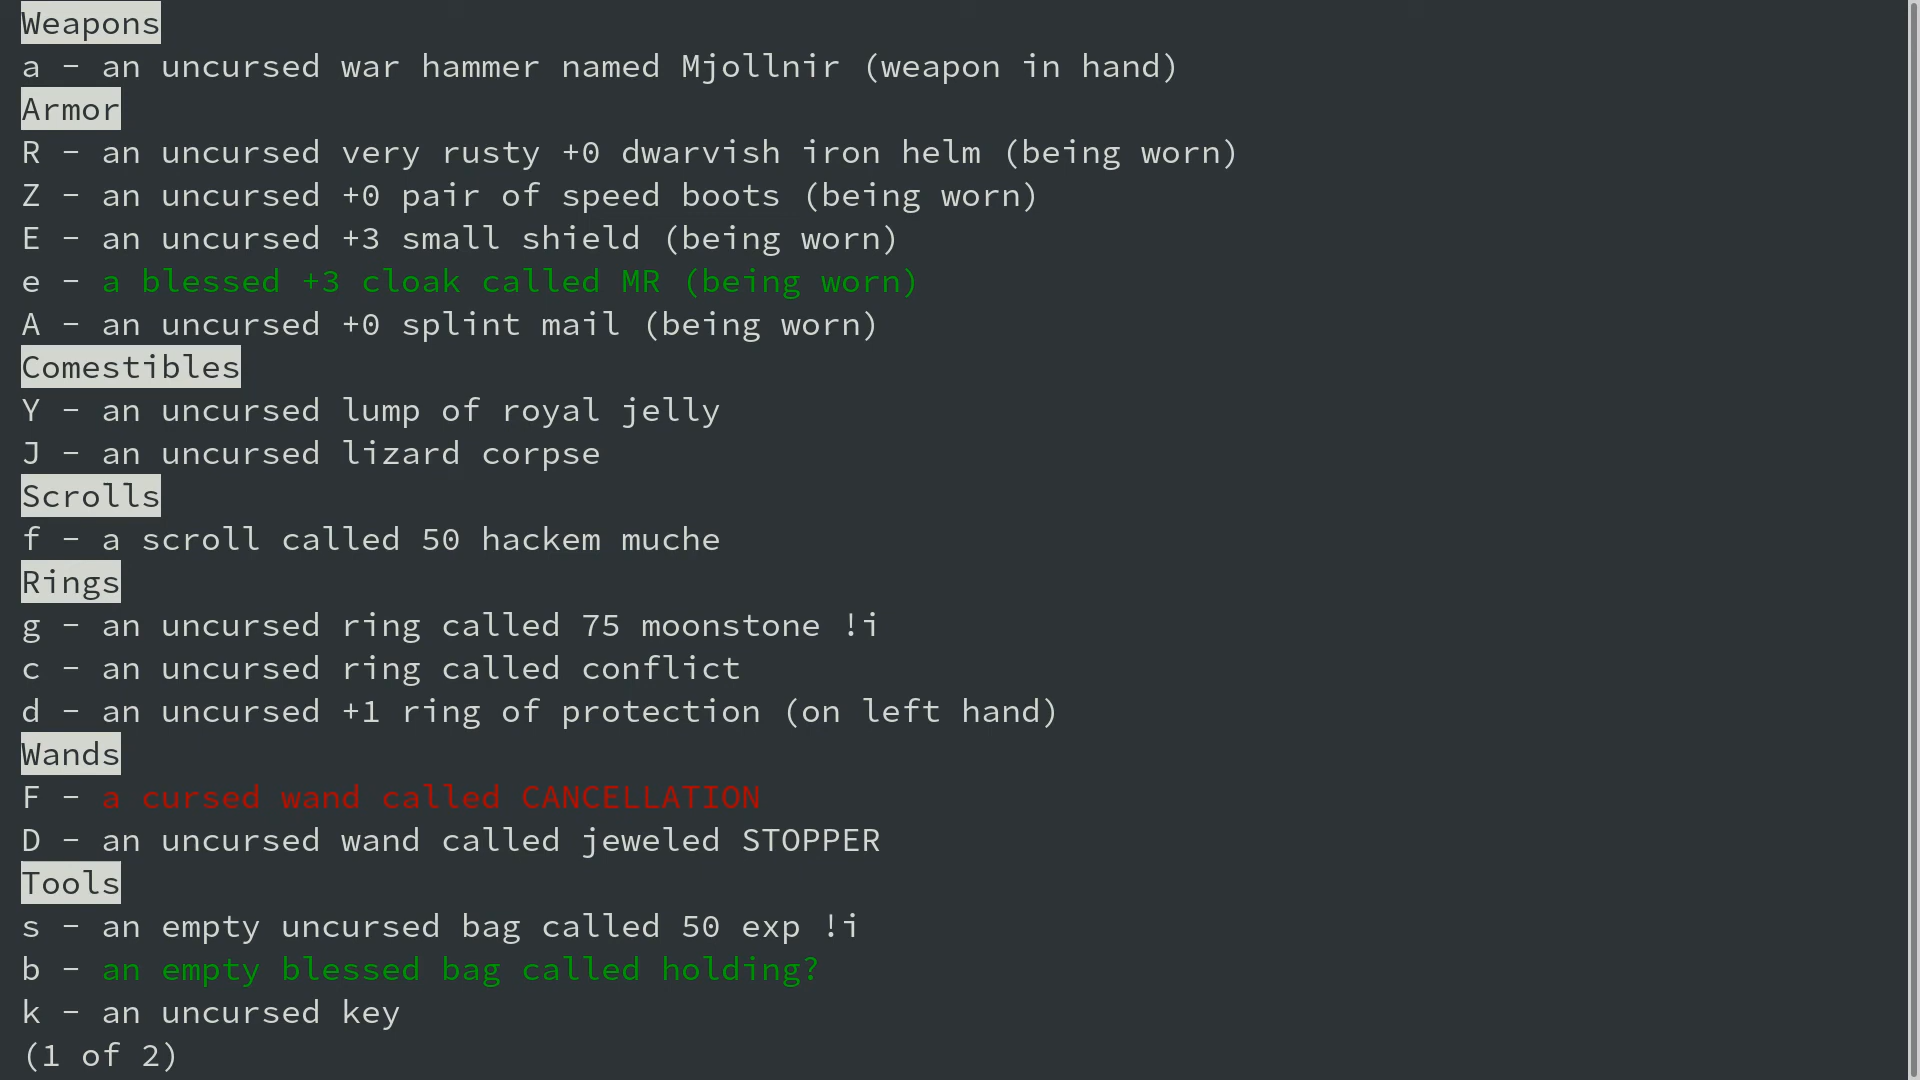 Weapons
a - an uncursed war hammer named Mjollnir (weapon in hand)
Armor
R - an uncursed very rusty +0 dwarvish iron helm (being worn)
Z - an uncursed +0 pair of speed boots (being worn)
E - an uncursed +3 small shield (being worn)
e - a blessed +3 cloak called MR (being worn)
A - an uncursed +0 splint mail (being worn)
Comestibles
Y - an uncursed lump of royal jelly
J - an uncursed lizard corpse
Scrolls
f - a scroll called 50 hackem muche
Rings
g - an uncursed ring called 75 moonstone !i
c - an uncursed ring called conflict
d - an uncursed +1 ring of protection (on left hand)
Wands
F - a cursed wand called CANCELLATION
D - an uncursed wand called jeweled STOPPER
Tools
s - an empty uncursed bag called 50 exp !i
b - an empty blessed bag called holding?
k - an uncursed key
(1 of 2)